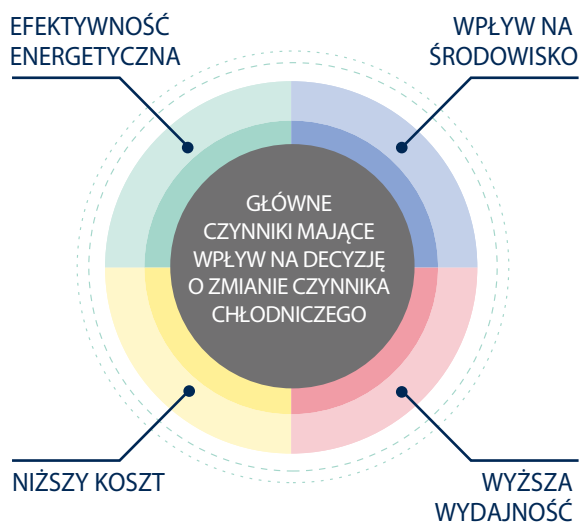 EFEKTYWNOŚĆ
ENERGETYCZNA
WPŁYW NA
ŚRODOWISKO
GŁÓWNE
CZYNNIKI MAJĄCE
WPŁYW NA DECYZJĘ
O ZMIANIE CZYNNIKA
CHŁODNICZEGO
NIŻSZY KOSZT
WYŻSZA
WYDAJNOŚĆ